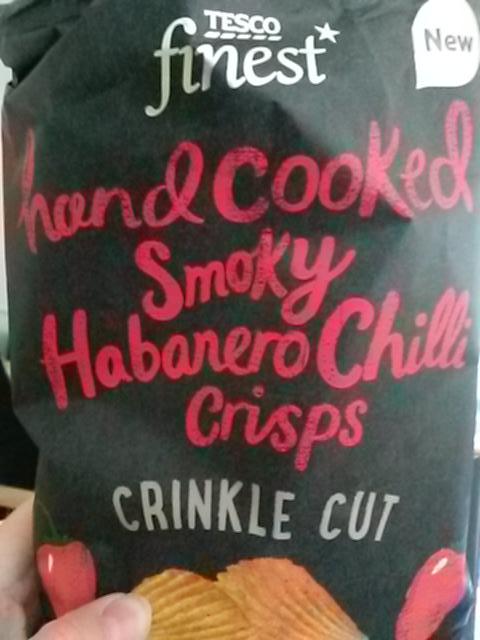 TESCO
finest*
New
hand cooked
Smoky
Habanero Chilli
Crisps
CRINKLE CUT